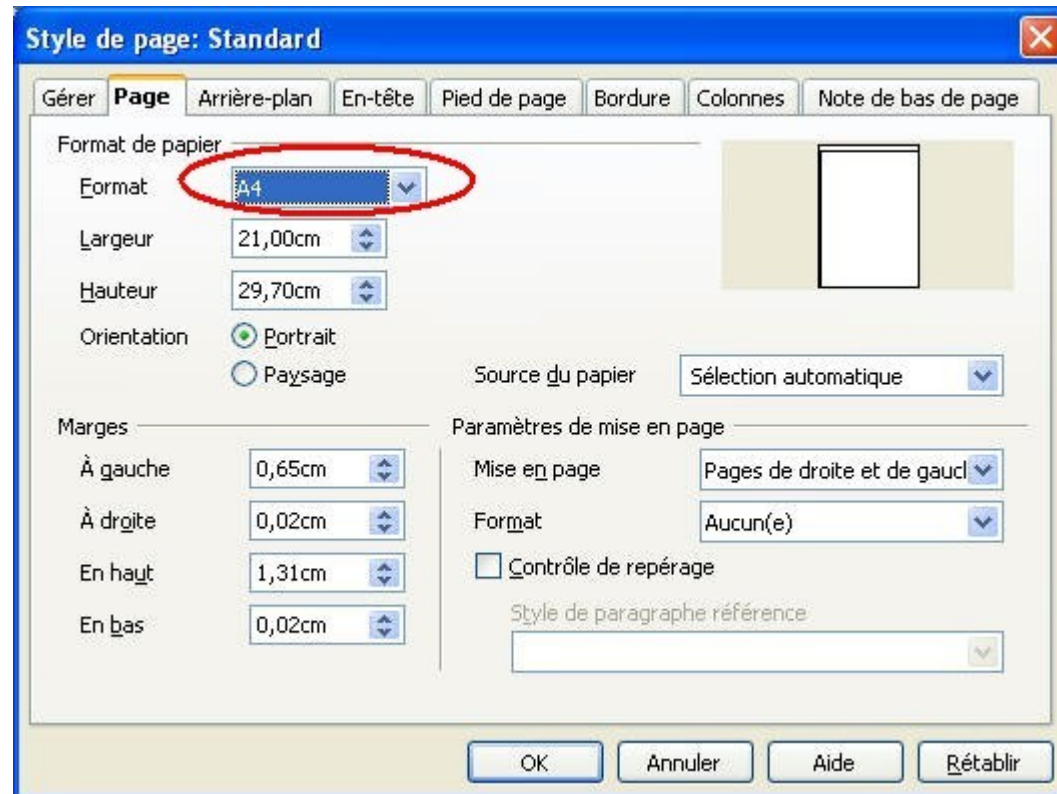 Style de page: Standard
Gérer Page Arrière-plan En-tête Pied de page Bordure Colonnes Note de bas de page
Format de papier
Format A4
Largeur 21,00cm
Hauteur 29,70cm
Orientation Portrait
Paysage Source du papier Sélection automatique
Marges Paramètres de mise en page
À gauche 0,65cm Mise en page Pages de droite et de gaucl
À droite 0,02cm Format Aucun(e)
En haut 1,31cm Contrôle de repérage
Style de paragraphe référence
En bas 0,02cm
OK Annuler Aide Rétablir